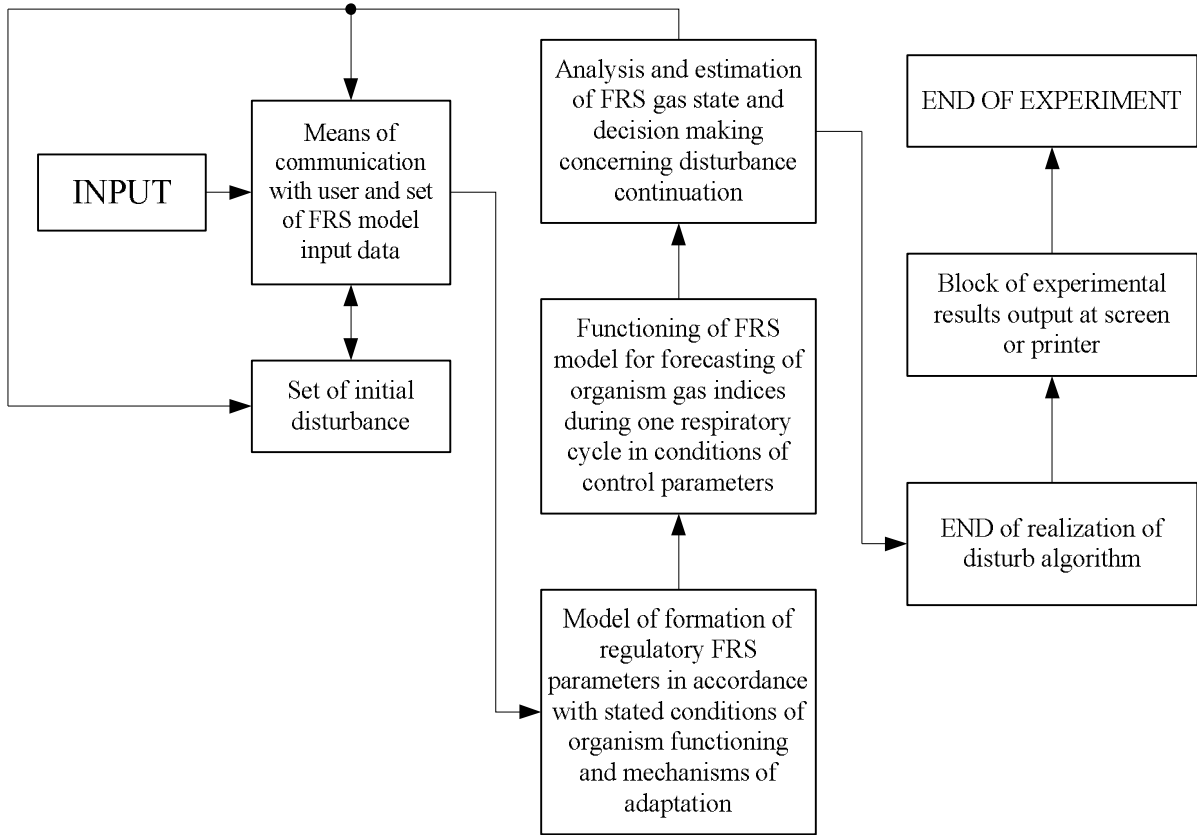 INPUT
Means of
communication
with user and set
of FRS model
input data
Set of initial
disturbance
Analysis and estimation
of FRS gas state and
decision making
concerning disturbance
continuation
Functioning of FRS
model for forecasting of
organism gas indices
during one respiratory
cycle in conditions of
control parameters
Model of formation of
regulatory FRS
parameters in accordance
with stated conditions of
organism functioning
and mechanisms of
adaptation
END OF EXPERIMENT
Block of experimental
results output at screen
or printer
END of realization of
disturb algorithm